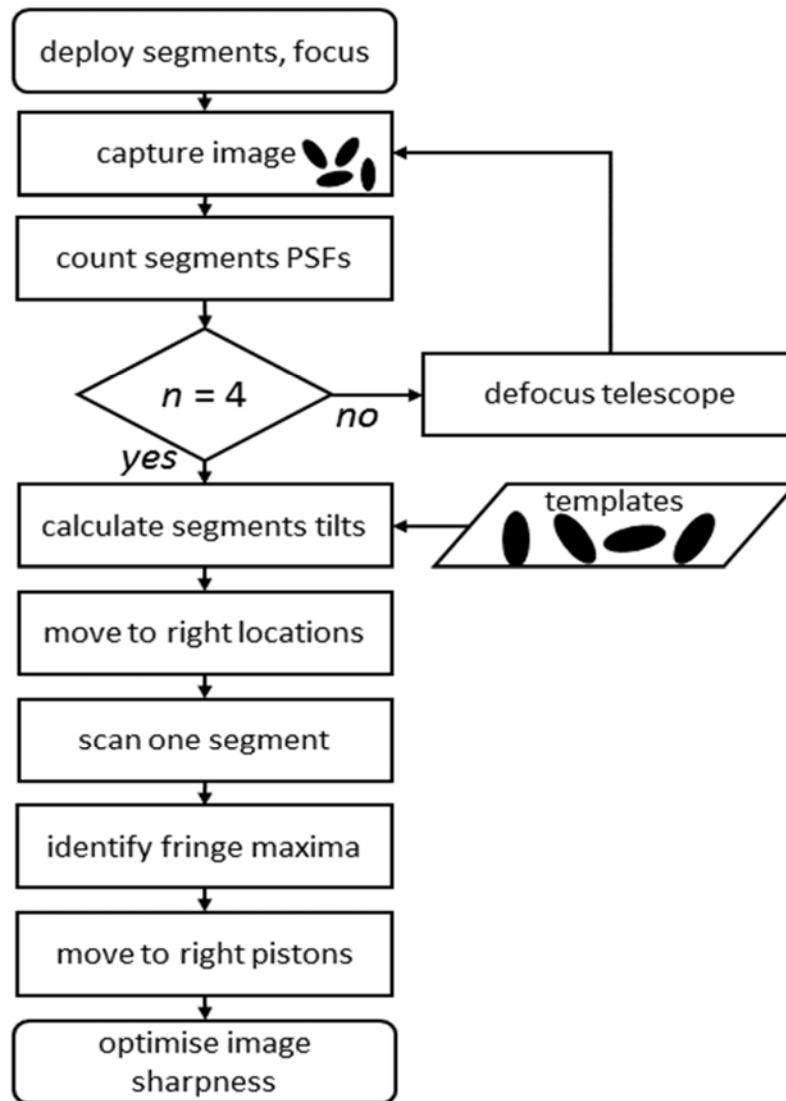 deploy segments, focus
capture image
count segments PSFs
n = 4
no
defocus telescope
yes
templates
calculate segments tilts
move to right locations
scan one segment
identify fringe maxima
move to right pistons
optimise image
sharpness